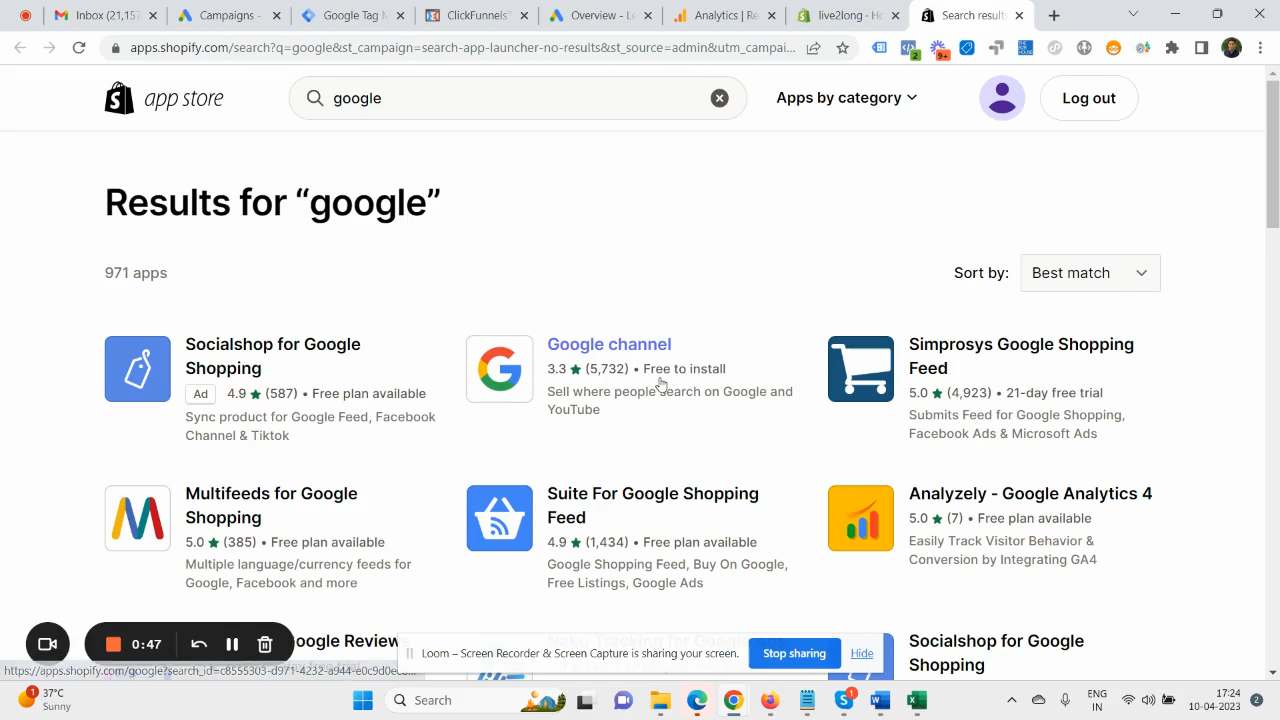 Inbox (21,15
Campaigns -
Google Tag M
ClickFunnels
Overview - Le
Analytics | Re
live2long - Ho
Search result
apps.shopify.com/search?q=google&st_campaign=search-app-launcher-no-results&st_source=admin&utm_campai...
2
9+
app store
google
Apps by category
Log out
Results for “google”
971 apps
Sort by:
Best match
Socialshop for Google
Shopping
Ad 4.9 ★ (587) • Free plan available
Sync product for Google Feed, Facebook
Channel & Tiktok
Google channel
3.3 ★ (5,732) • Free to install
Sell where people search on Google and
YouTube
Simprosys Google Shopping
Feed
5.0 ★ (4,923) • 21-day free trial
Submits Feed for Google Shopping,
Facebook Ads & Microsoft Ads
Multifeeds for Google
Shopping
5.0 ★ (385) • Free plan available
Multiple language/currency feeds for
Google, Facebook and more
Suite For Google Shopping
Feed
4.9 ★ (1,434) • Free plan available
Google Shopping Feed, Buy On Google,
Free Listings, Google Ads
Analyzely - Google Analytics 4
5.0 ★ (7) • Free plan available
Easily Track Visitor Behavior &
Conversion by Integrating GA4
oogle Reviews
Nabu Tracking for Google
Socialshop for Google
Shopping
0:47
Loom – Screen Recorder & Screen Capture is sharing your screen.
Stop sharing
Hide
1
37°C
Sunny
Search
1
ENG
IN
17:24
10-04-2023
2